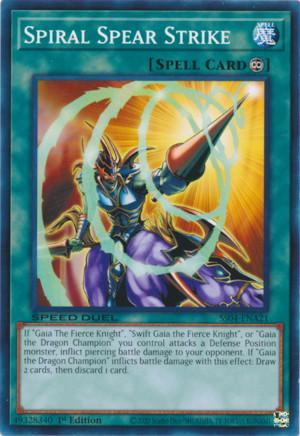 SPIRAL SPEAR STRIKE
SPELL
[SPELL CARD]
SPEED DUEL
SS04-ENA21
If "Gaia The Fierce Knight", "Swift Gaia the Fierce Knight", or "Gaia
the Dragon Champion" you control attacks a Defense Position
monster, inflict piercing battle damage to your opponent. If "Gaia
the Dragon Champion" inflicts battle damage with this effect: Draw
2 cards, then discard 1 card.
49328340 1st Edition